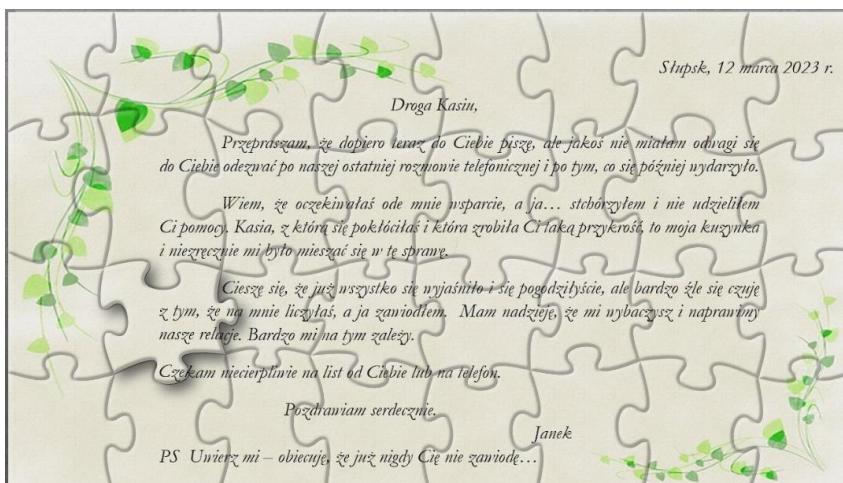 Słupsk, 12 marca 2023 r.
Droga Kasiu,
Przepraszam, że dopiero teraz do Ciebie piszę, ale jakoś nie miałam odwagi się
do Ciebie odezwać po naszej ostatniej rozmowie telefonicznej i po tym, co się później wydarzyło.
Wiem, że oczekiwałaś ode mnie wsparcie, a ja… stchórzyłem i nie udzieliłem
Ci pomocy. Kasia, z którą się pokłóciłaś i która zrobiła Ci taką przykrość, to moja kuzynka
i niezręcznie mi było mieszać się w tę sprawę.
Cieszę się, że już wszystko się wyjaśniło i się pogodziłyście, ale bardzo źle się czuję
z tym, że na mnie liczyłaś, a ja zawiodłem. Mam nadzieję, że mi wybaczysz i naprawimy
nasze relacje. Bardzo mi na tym zależy.
Czekam niecierpliwie na list od Ciebie lub na telefon.
Pozdrawiam serdecznie.
Janek
PS Uwierz mi – obiecuję, że już nigdy Cię nie zawiodę…